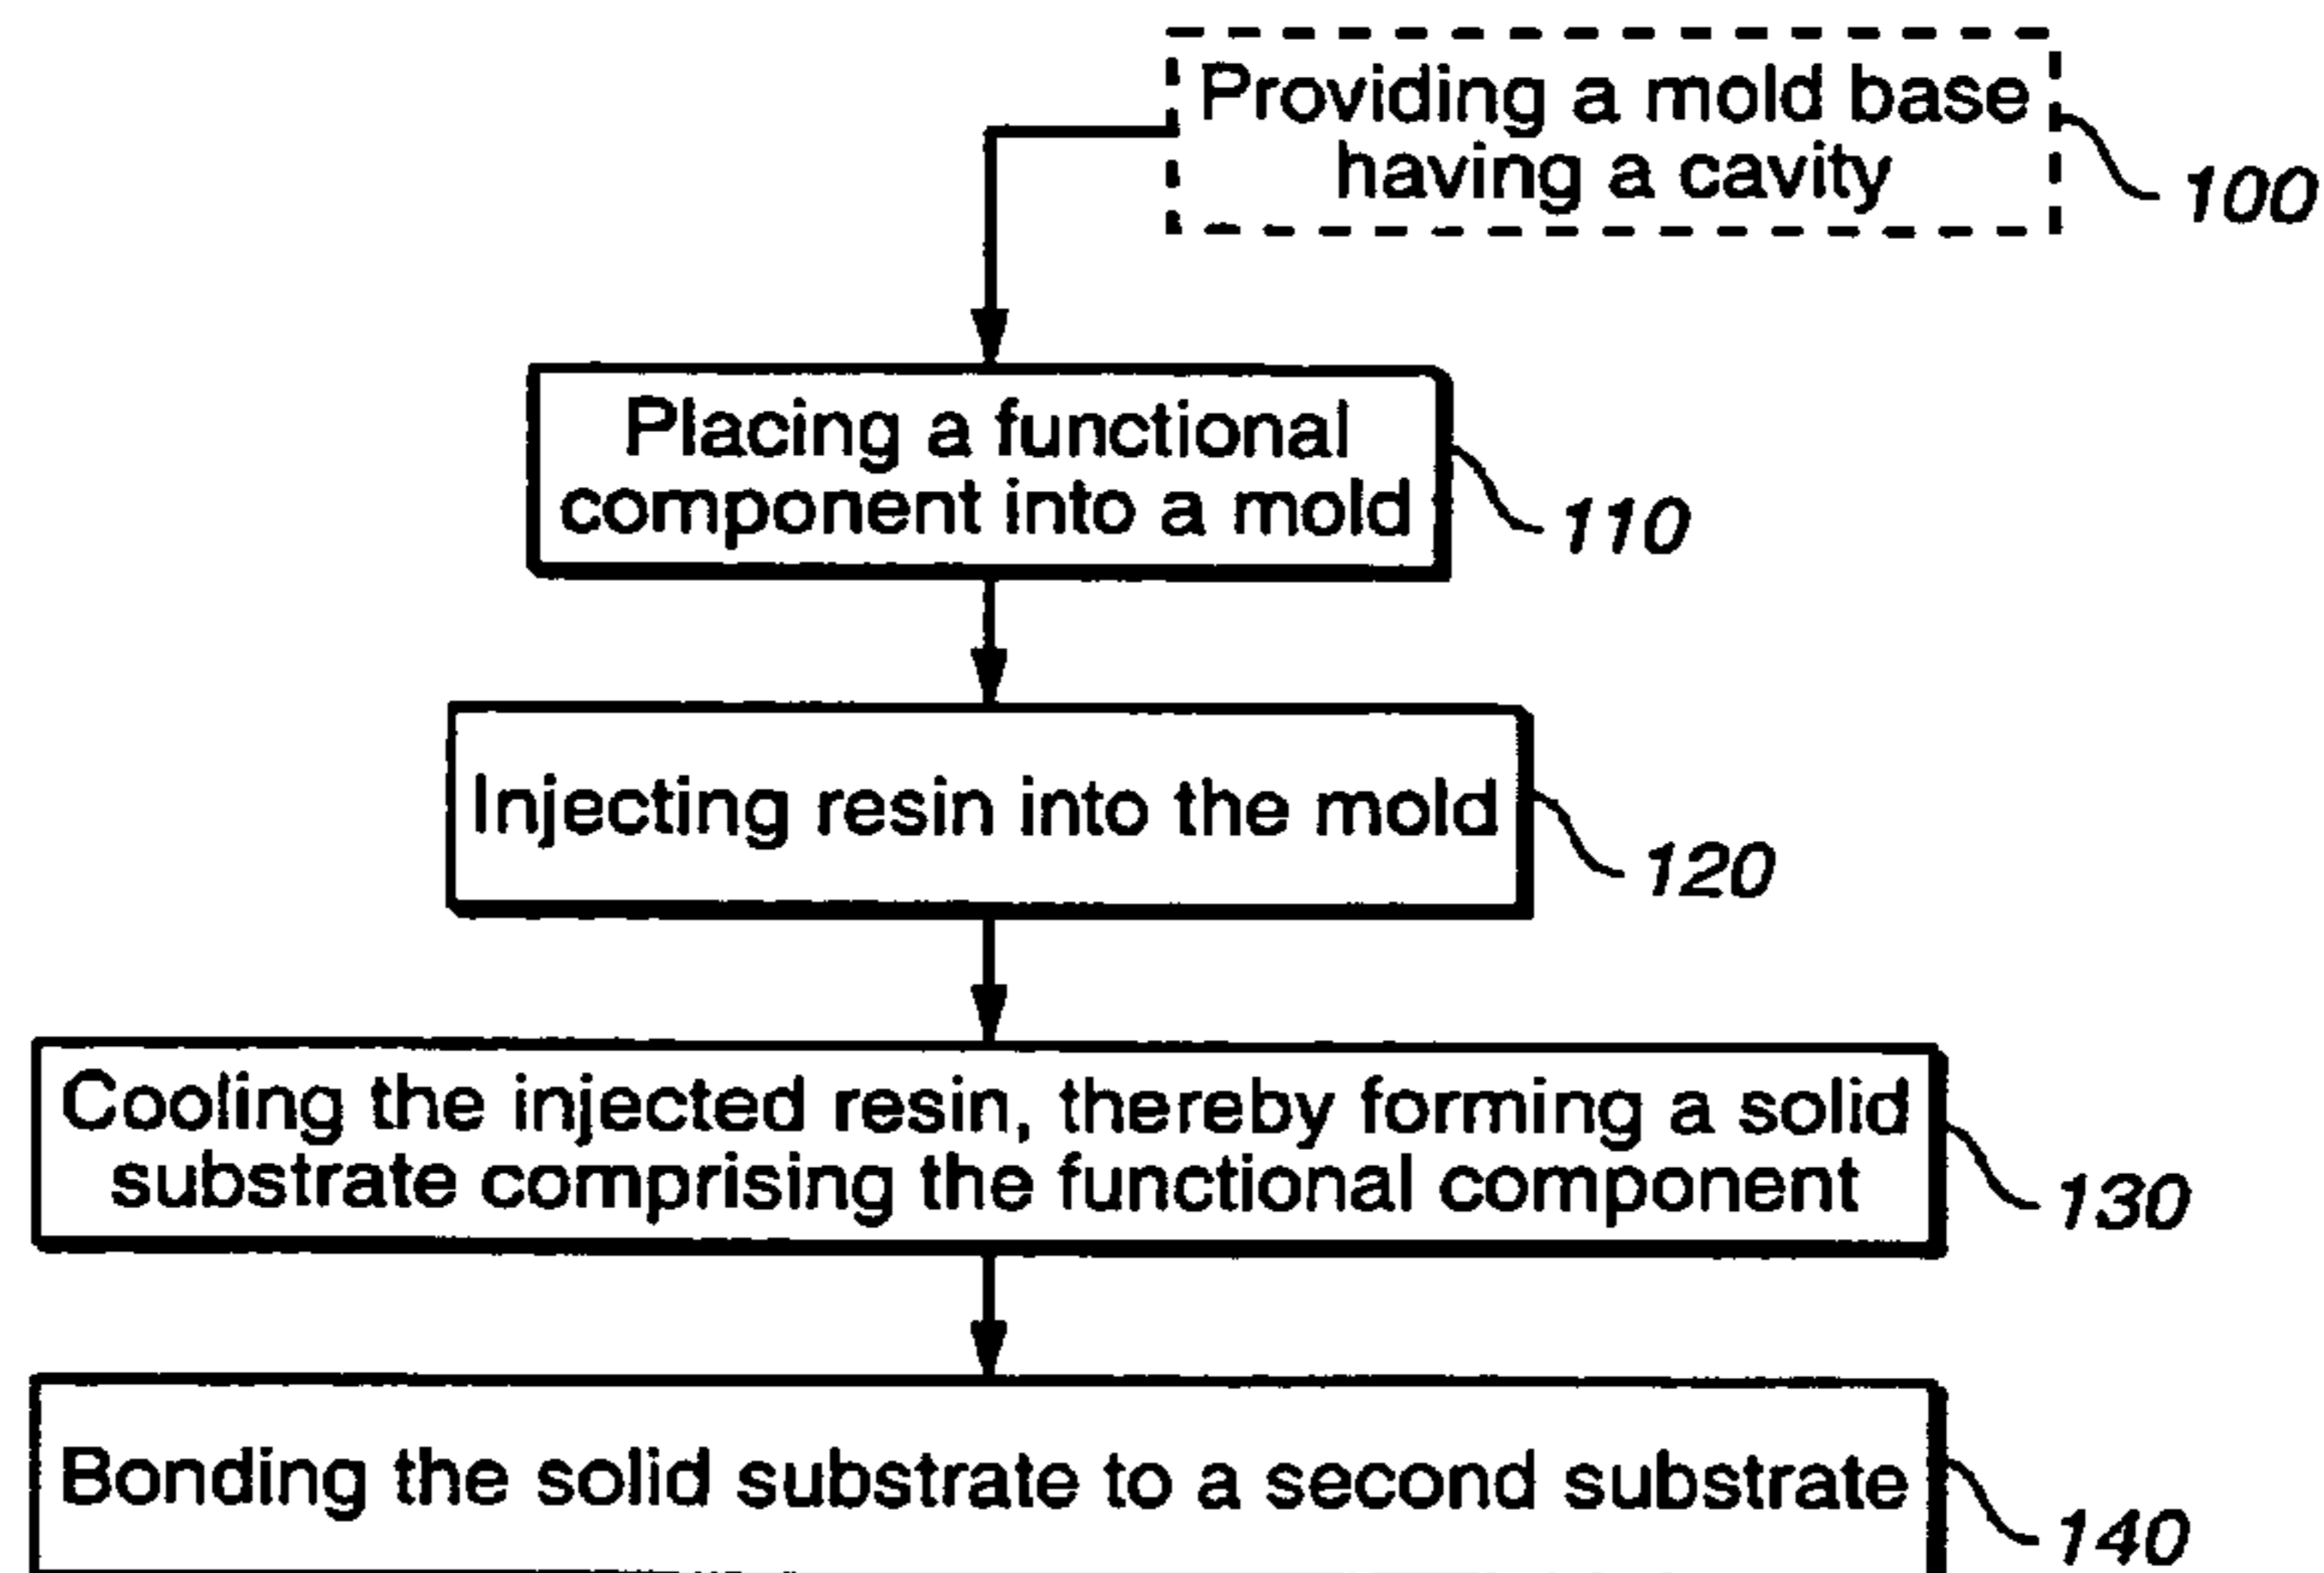 Providing a mold base
having a cavity
100
Placing a functional
component into a mold
110
Injecting resin into the mold
120
Cooling the injected resin, thereby forming a solid
substrate comprising the functional component
130
Bonding the solid substrate to a second substrate
140